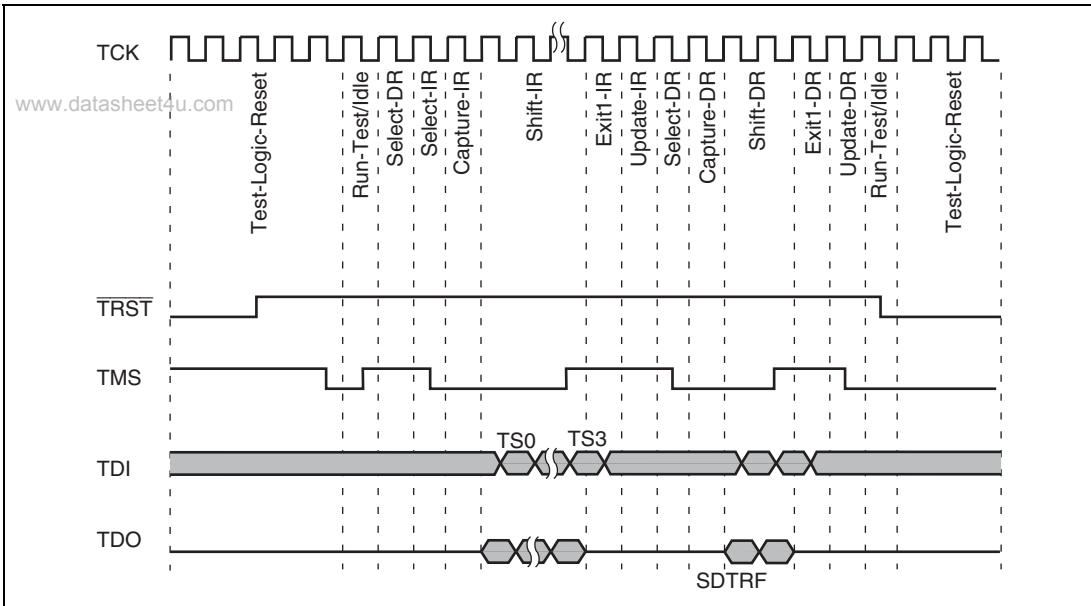 TCK
www.datasheet4u.com
Test-Logic-Reset
Run-Test/Idle
Select-DR
Select-IR
Capture-IR
Shift-IR
Exit1-IR
Update-IR
Select-DR
Capture-DR
Shift-DR
Exit1-DR
Update-DR
Run-Test/Idle
Test-Logic-Reset
TRST
TMS
TS0
TS3
TDI
TDO
SDTRF